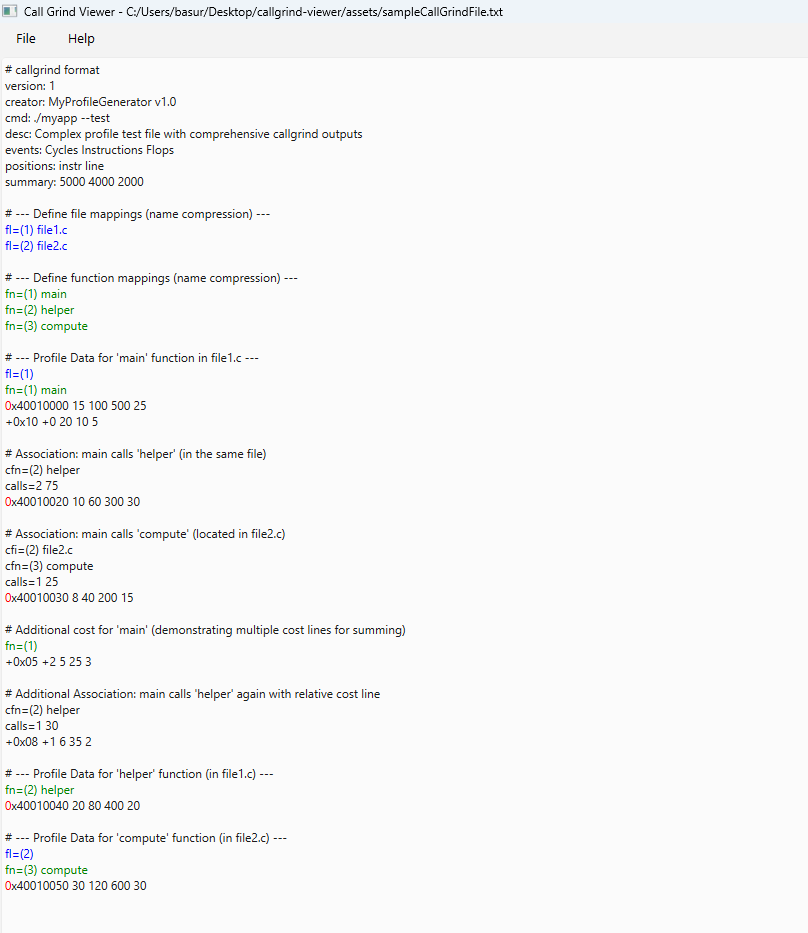 Call Grind Viewer - C:/Users/basur/Desktop/callgrind-viewer/assets/sampleCallGrindFile.txt
File Help
# callgrind format
version: 1
creator: MyProfileGenerator v1.0
cmd: ./myapp --test
desc: Complex profile test file with comprehensive callgrind outputs
events: Cycles Instructions Flops
positions: instr line
summary: 5000 4000 2000
# --- Define file mappings (name compression) ---
fl=(1) file1.c
fl=(2) file2.c
# --- Define function mappings (name compression) ---
fn=(1) main
fn=(2) helper
fn=(3) compute
# --- Profile Data for 'main' function in file1.c ---
fl=(1)
fn=(1) main
0x40010000 15 100 500 25
+0x10 +0 20 10 5
# Association: main calls 'helper' (in the same file)
cfn=(2) helper
calls=2 75
0x40010020 10 60 300 30
# Association: main calls 'compute' (located in file2.c)
cfi=(2) file2.c
cfn=(3) compute
calls=1 25
0x40010030 8 40 200 15
# Additional cost for 'main' (demonstrating multiple cost lines for summing)
fn=(1)
+0x05 +2 5 25 3
# Additional Association: main calls 'helper' again with relative cost line
cfn=(2) helper
calls=1 30
+0x08 +1 6 35 2
# --- Profile Data for 'helper' function (in file1.c) ---
fn=(2) helper
0x40010040 20 80 400 20
# --- Profile Data for 'compute' function (in file2.c) ---
fl=(2)
fn=(3) compute
0x40010050 30 120 600 30